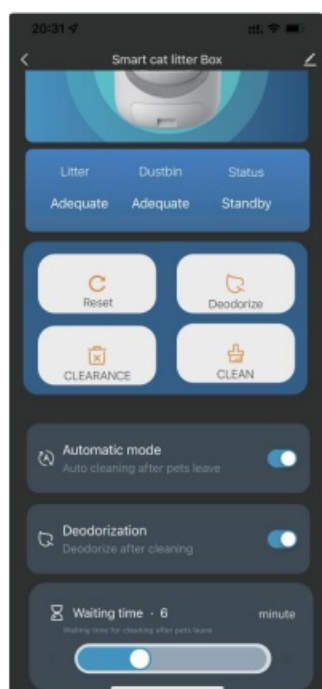 20:31
Smart cat litter Box
Litter Dustbin Status
Adequate Adequate Standby
Reset Deodorize
CLEARANCE CLEAN
Automatic mode
Auto cleaning after pets leave
Deodorization
Deodorize after cleaning
Waiting time · 6 minute
Waiting time for cleaning after pets leave